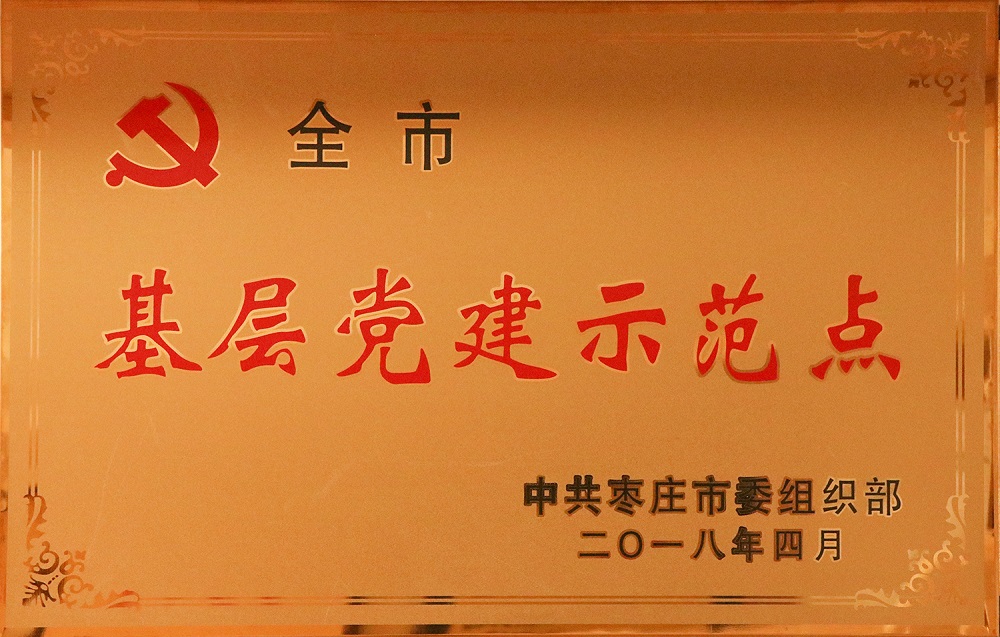 全市
基层党建示范点
中共枣庄市委组织部
二〇一八年四月